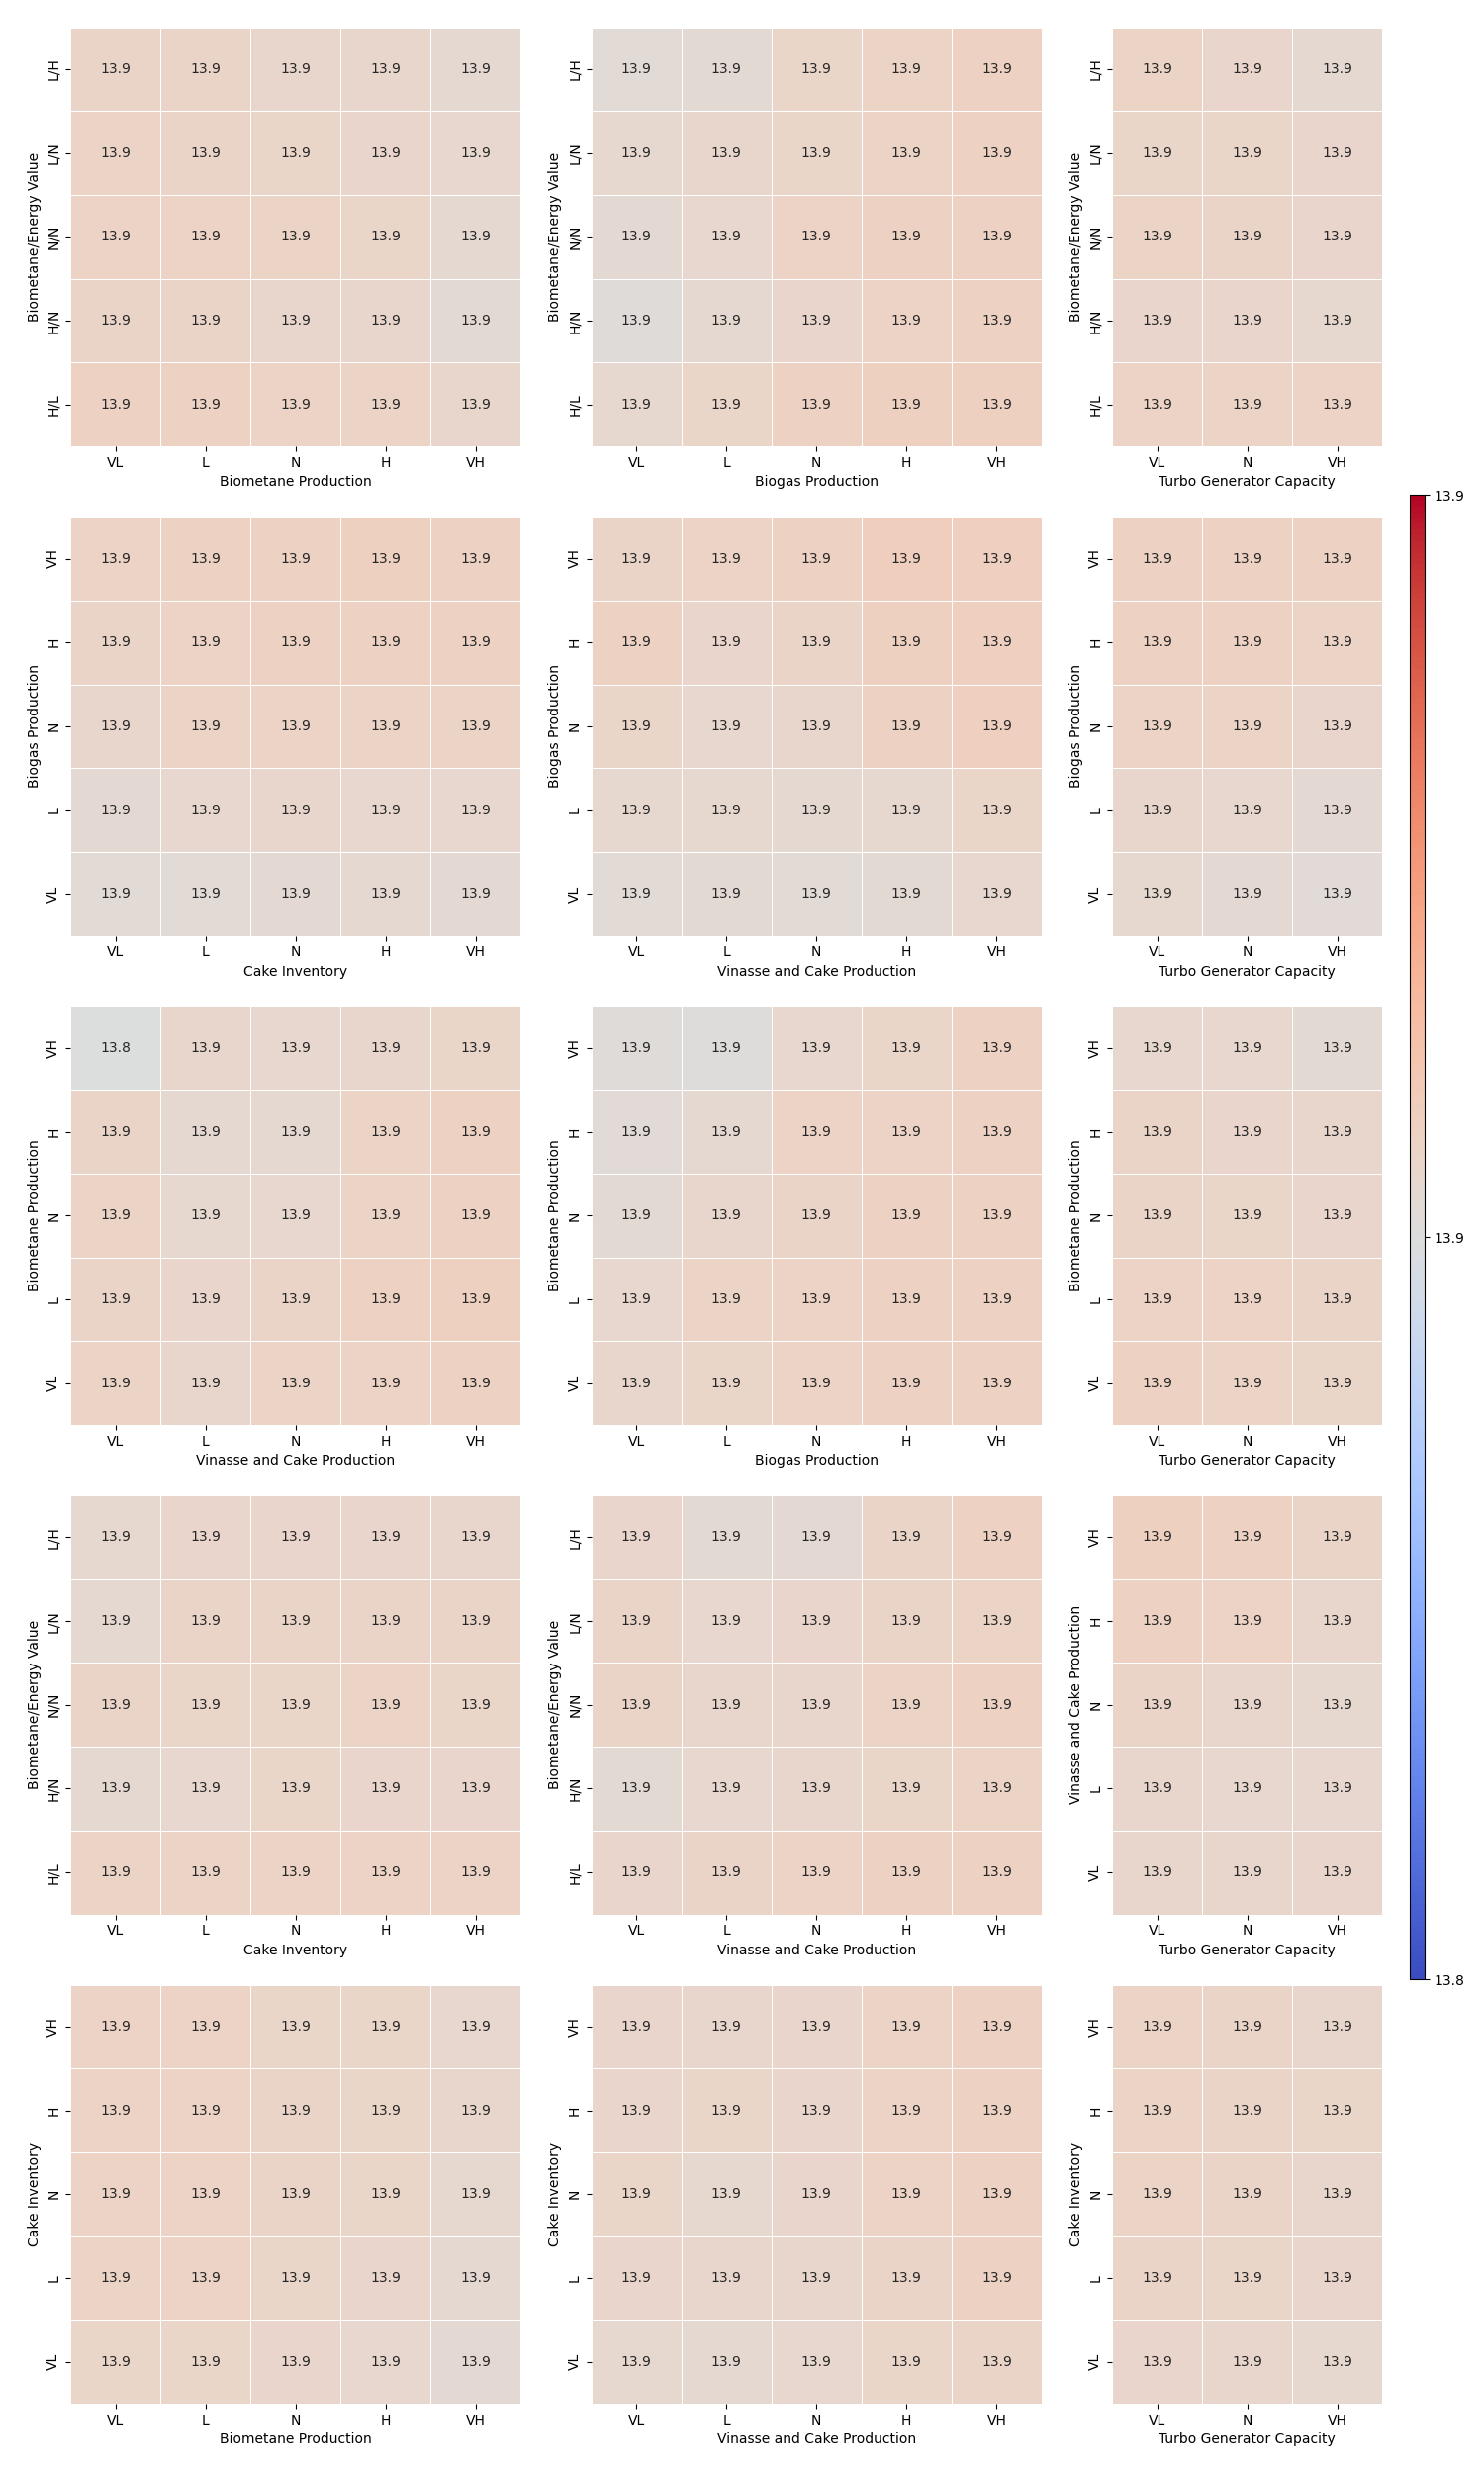 Biometane/Energy Value
L/H 13.9 13.9 13.9 13.9 13.9
L/N 13.9 13.9 13.9 13.9 13.9
N/N 13.9 13.9 13.9 13.9 13.9
H/N 13.9 13.9 13.9 13.9 13.9
H/L 13.9 13.9 13.9 13.9 13.9
VL L N H VH
Biometane Production
Biometane/Energy Value
L/H 13.9 13.9 13.9 13.9 13.9
L/N 13.9 13.9 13.9 13.9 13.9
N/N 13.9 13.9 13.9 13.9 13.9
H/N 13.9 13.9 13.9 13.9 13.9
H/L 13.9 13.9 13.9 13.9 13.9
VL L N H VH
Biogas Production
Biometane/Energy Value
L/H 13.9 13.9 13.9
L/N 13.9 13.9 13.9
N/N 13.9 13.9 13.9
H/N 13.9 13.9 13.9
H/L 13.9 13.9 13.9
VL N VH
Turbo Generator Capacity
Biogas Production
VH 13.9 13.9 13.9 13.9 13.9
H 13.9 13.9 13.9 13.9 13.9
N 13.9 13.9 13.9 13.9 13.9
L 13.9 13.9 13.9 13.9 13.9
VL 13.9 13.9 13.9 13.9 13.9
VL L N H VH
Cake Inventory
Biogas Production
VH 13.9 13.9 13.9 13.9 13.9
H 13.9 13.9 13.9 13.9 13.9
N 13.9 13.9 13.9 13.9 13.9
L 13.9 13.9 13.9 13.9 13.9
VL 13.9 13.9 13.9 13.9 13.9
VL L N H VH
Vinasse and Cake Production
Biogas Production
VH 13.9 13.9 13.9
H 13.9 13.9 13.9
N 13.9 13.9 13.9
L 13.9 13.9 13.9
VL 13.9 13.9 13.9
VL N VH
Turbo Generator Capacity
Biometane Production
VH 13.8 13.9 13.9 13.9 13.9
H 13.9 13.9 13.9 13.9 13.9
N 13.9 13.9 13.9 13.9 13.9
L 13.9 13.9 13.9 13.9 13.9
VL 13.9 13.9 13.9 13.9 13.9
VL L N H VH
Vinasse and Cake Production
Biometane Production
VH 13.9 13.9 13.9 13.9 13.9
H 13.9 13.9 13.9 13.9 13.9
N 13.9 13.9 13.9 13.9 13.9
L 13.9 13.9 13.9 13.9 13.9
VL 13.9 13.9 13.9 13.9 13.9
VL L N H VH
Biogas Production
Biometane Production
VH 13.9 13.9 13.9
H 13.9 13.9 13.9
N 13.9 13.9 13.9
L 13.9 13.9 13.9
VL 13.9 13.9 13.9
VL N VH
Turbo Generator Capacity
Biometane/Energy Value
L/H 13.9 13.9 13.9 13.9 13.9
L/N 13.9 13.9 13.9 13.9 13.9
N/N 13.9 13.9 13.9 13.9 13.9
H/N 13.9 13.9 13.9 13.9 13.9
H/L 13.9 13.9 13.9 13.9 13.9
VL L N H VH
Cake Inventory
Biometane/Energy Value
L/H 13.9 13.9 13.9 13.9 13.9
L/N 13.9 13.9 13.9 13.9 13.9
N/N 13.9 13.9 13.9 13.9 13.9
H/N 13.9 13.9 13.9 13.9 13.9
H/L 13.9 13.9 13.9 13.9 13.9
VL L N H VH
Vinasse and Cake Production
Vinasse and Cake Production
VH 13.9 13.9 13.9
H 13.9 13.9 13.9
N 13.9 13.9 13.9
L 13.9 13.9 13.9
VL 13.9 13.9 13.9
VL N VH
Turbo Generator Capacity
Cake Inventory
VH 13.9 13.9 13.9 13.9 13.9
H 13.9 13.9 13.9 13.9 13.9
N 13.9 13.9 13.9 13.9 13.9
L 13.9 13.9 13.9 13.9 13.9
VL 13.9 13.9 13.9 13.9 13.9
VL L N H VH
Biometane Production
Cake Inventory
VH 13.9 13.9 13.9 13.9 13.9
H 13.9 13.9 13.9 13.9 13.9
N 13.9 13.9 13.9 13.9 13.9
L 13.9 13.9 13.9 13.9 13.9
VL 13.9 13.9 13.9 13.9 13.9
VL L N H VH
Vinasse and Cake Production
Cake Inventory
VH 13.9 13.9 13.9
H 13.9 13.9 13.9
N 13.9 13.9 13.9
L 13.9 13.9 13.9
VL 13.9 13.9 13.9
VL N VH
Turbo Generator Capacity
13.9
13.9
13.8